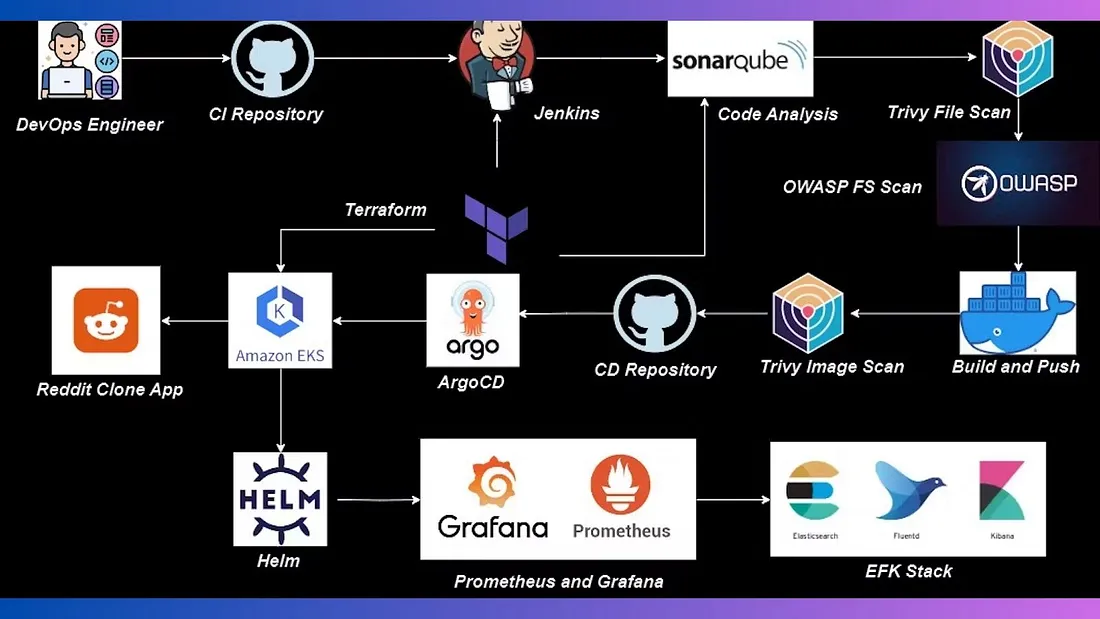 DevOps Engineer
CI Repository
Jenkins
sonarqube
Code Analysis
Trivy File Scan
OWASP FS Scan
OWASP
Terraform
Reddit Clone App
K
Amazon EKS
argo
ArgoCD
CD Repository
Trivy Image Scan
Build and Push
HELM
Helm
Grafana
Prometheus
Prometheus and Grafana
Elasticsearch
Fluentd
Kibana
EFK Stack